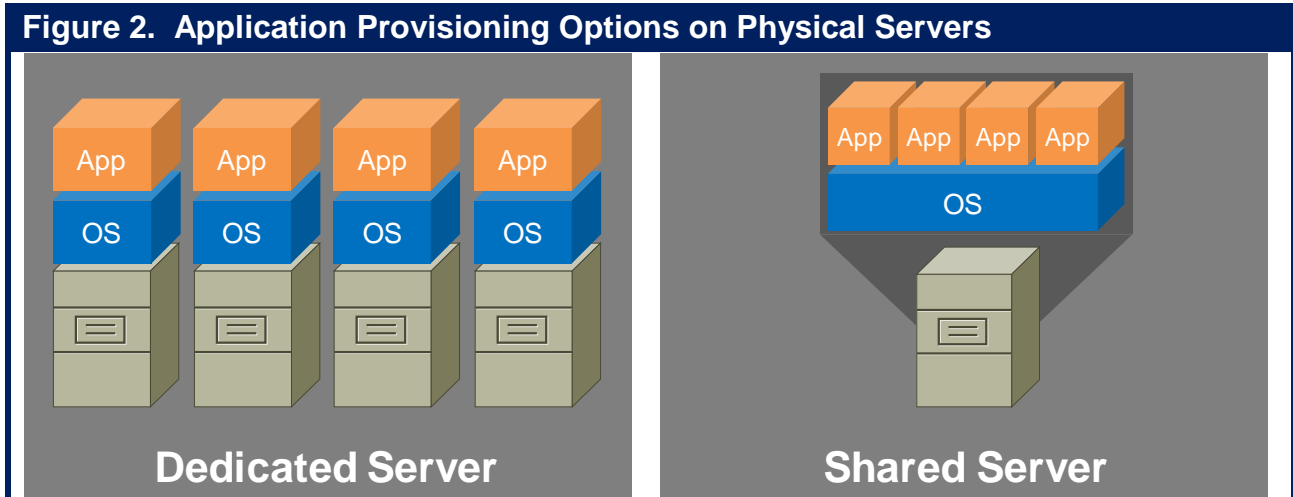 Figure 2. Application Provisioning Options on Physical Servers
App App App App
OS OS OS OS
Dedicated Server
App App App App
OS
Shared Server